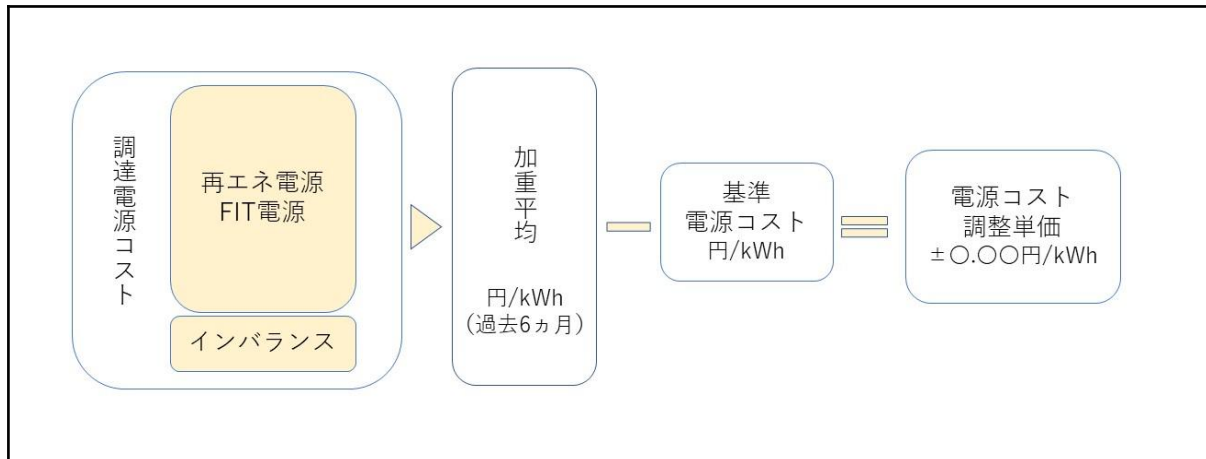 調達電源コスト
再エネ電源
FIT電源
インバランス
加重平均
円/kWh
(過去6ヵ月)
基準
電源コスト
円/kWh
電源コスト
調整単価
±〇.〇〇円/kWh